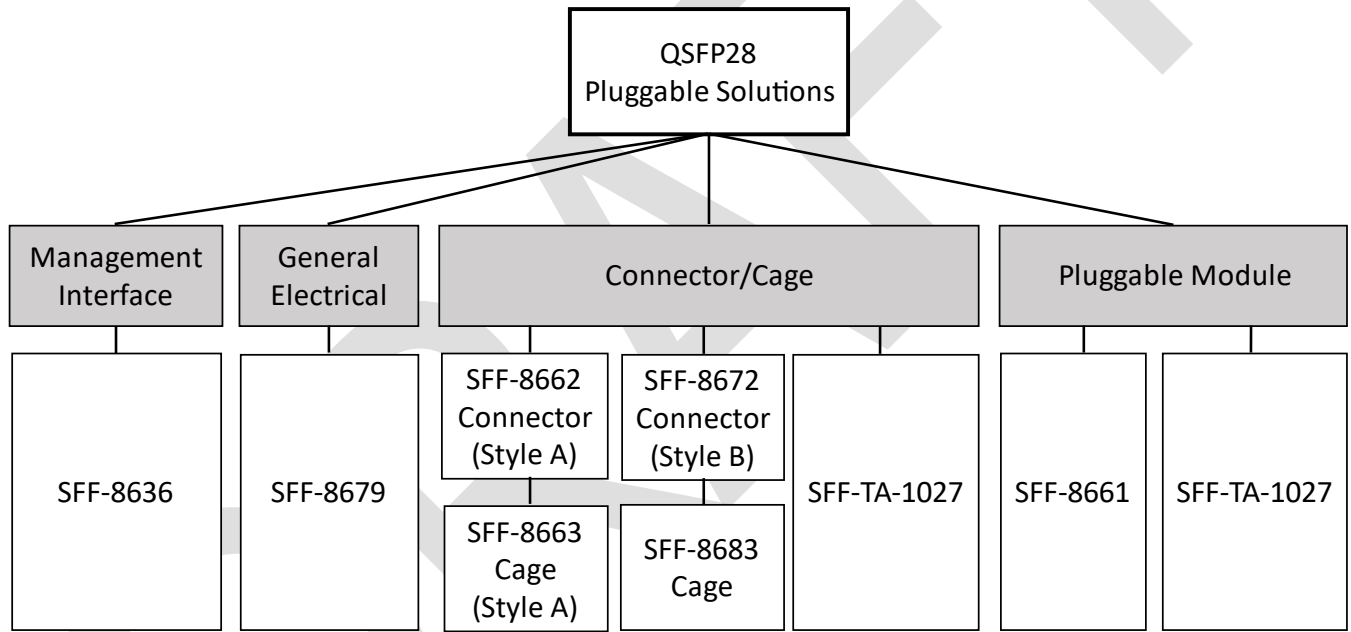 QSFP28
Pluggable Solutions
Management
Interface
General
Electrical
Connector/Cage
Pluggable Module
SFF-8636
SFF-8679
SFF-8662
Connector
(Style A)
SFF-8663
Cage
(Style A)
SFF-8672
Connector
(Style B)
SFF-8683
Cage
SFF-TA-1027
SFF-8661
SFF-TA-1027